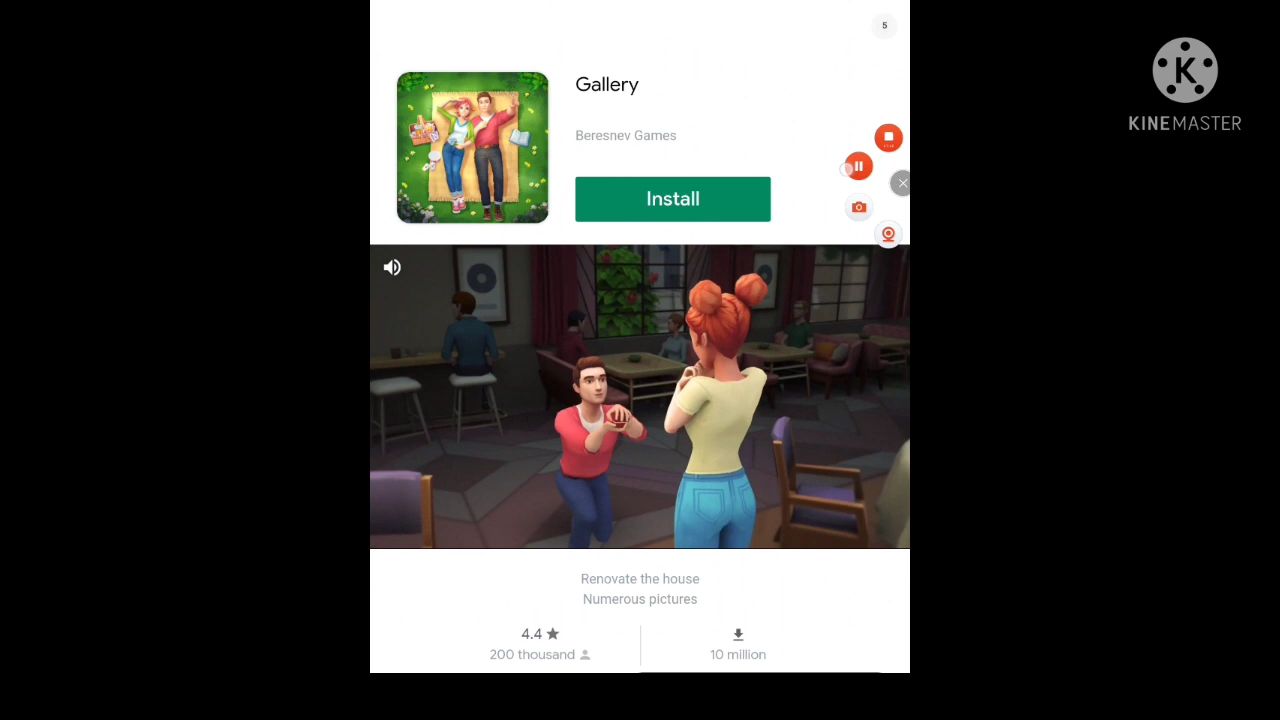 5
Gallery
KINEMASTER
Beresnev Games
Install
Renovate the house
Numerous pictures
4.4
200 thousand
10 million